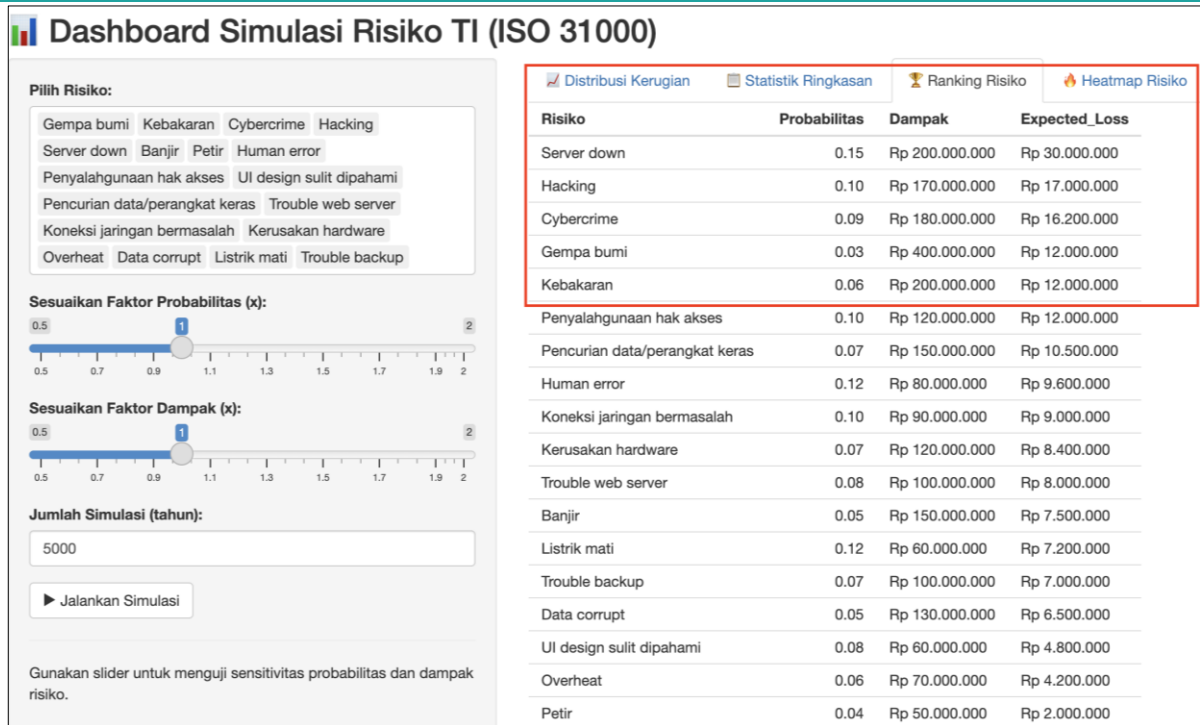 Dashboard Simulasi Risiko TI (ISO 31000)
Pilih Risiko:
Gempa bumi Kebakaran Cybercrime Hacking
Server down Banjir Petir Human error
Penyalahgunaan hak akses UI design sulit dipahami
Pencurian data/perangkat keras Trouble web server
Koneksi jaringan bermasalah Kerusakan hardware
Overheat Data corrupt Listrik mati Trouble backup
Sesuaikan Faktor Probabilitas (x):
0.5 1 2
0.5 0.7 0.9 1.1 1.3 1.5 1.7 1.9 2
Sesuaikan Faktor Dampak (x):
0.5 1 2
0.5 0.7 0.9 1.1 1.3 1.5 1.7 1.9 2
Jumlah Simulasi (tahun):
5000
Jalankan Simulasi
Gunakan slider untuk menguji sensitivitas probabilitas dan dampak
risiko.
Distribusi Kerugian Statistik Ringkasan Ranking Risiko Heatmap Risiko
Risiko Probabilitas Dampak Expected_Loss
Server down 0.15 Rp 200.000.000 Rp 30.000.000
Hacking 0.10 Rp 170.000.000 Rp 17.000.000
Cybercrime 0.09 Rp 180.000.000 Rp 16.200.000
Gempa bumi 0.03 Rp 400.000.000 Rp 12.000.000
Kebakaran 0.06 Rp 200.000.000 Rp 12.000.000
Penyalahgunaan hak akses 0.10 Rp 120.000.000 Rp 12.000.000
Pencurian data/perangkat keras 0.07 Rp 150.000.000 Rp 10.500.000
Human error 0.12 Rp 80.000.000 Rp 9.600.000
Koneksi jaringan bermasalah 0.10 Rp 90.000.000 Rp 9.000.000
Kerusakan hardware 0.07 Rp 120.000.000 Rp 8.400.000
Trouble web server 0.08 Rp 100.000.000 Rp 8.000.000
Banjir 0.05 Rp 150.000.000 Rp 7.500.000
Listrik mati 0.12 Rp 60.000.000 Rp 7.200.000
Trouble backup 0.07 Rp 100.000.000 Rp 7.000.000
Data corrupt 0.05 Rp 130.000.000 Rp 6.500.000
UI design sulit dipahami 0.08 Rp 60.000.000 Rp 4.800.000
Overheat 0.06 Rp 70.000.000 Rp 4.200.000
Petir 0.04 Rp 50.000.000 Rp 2.000.000